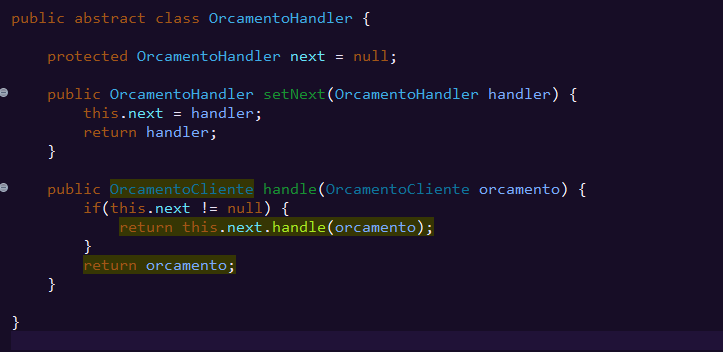 public abstract class OrcamentoHandler {
protected OrcamentoHandler next = null;
public OrcamentoHandler setNext(OrcamentoHandler handler) {
this.next = handler;
return handler;
}
public OrcamentoCliente handle(OrcamentoCliente orcamento) {
if(this.next != null) {
return this.next.handle(orcamento);
}
return orcamento;
}
}